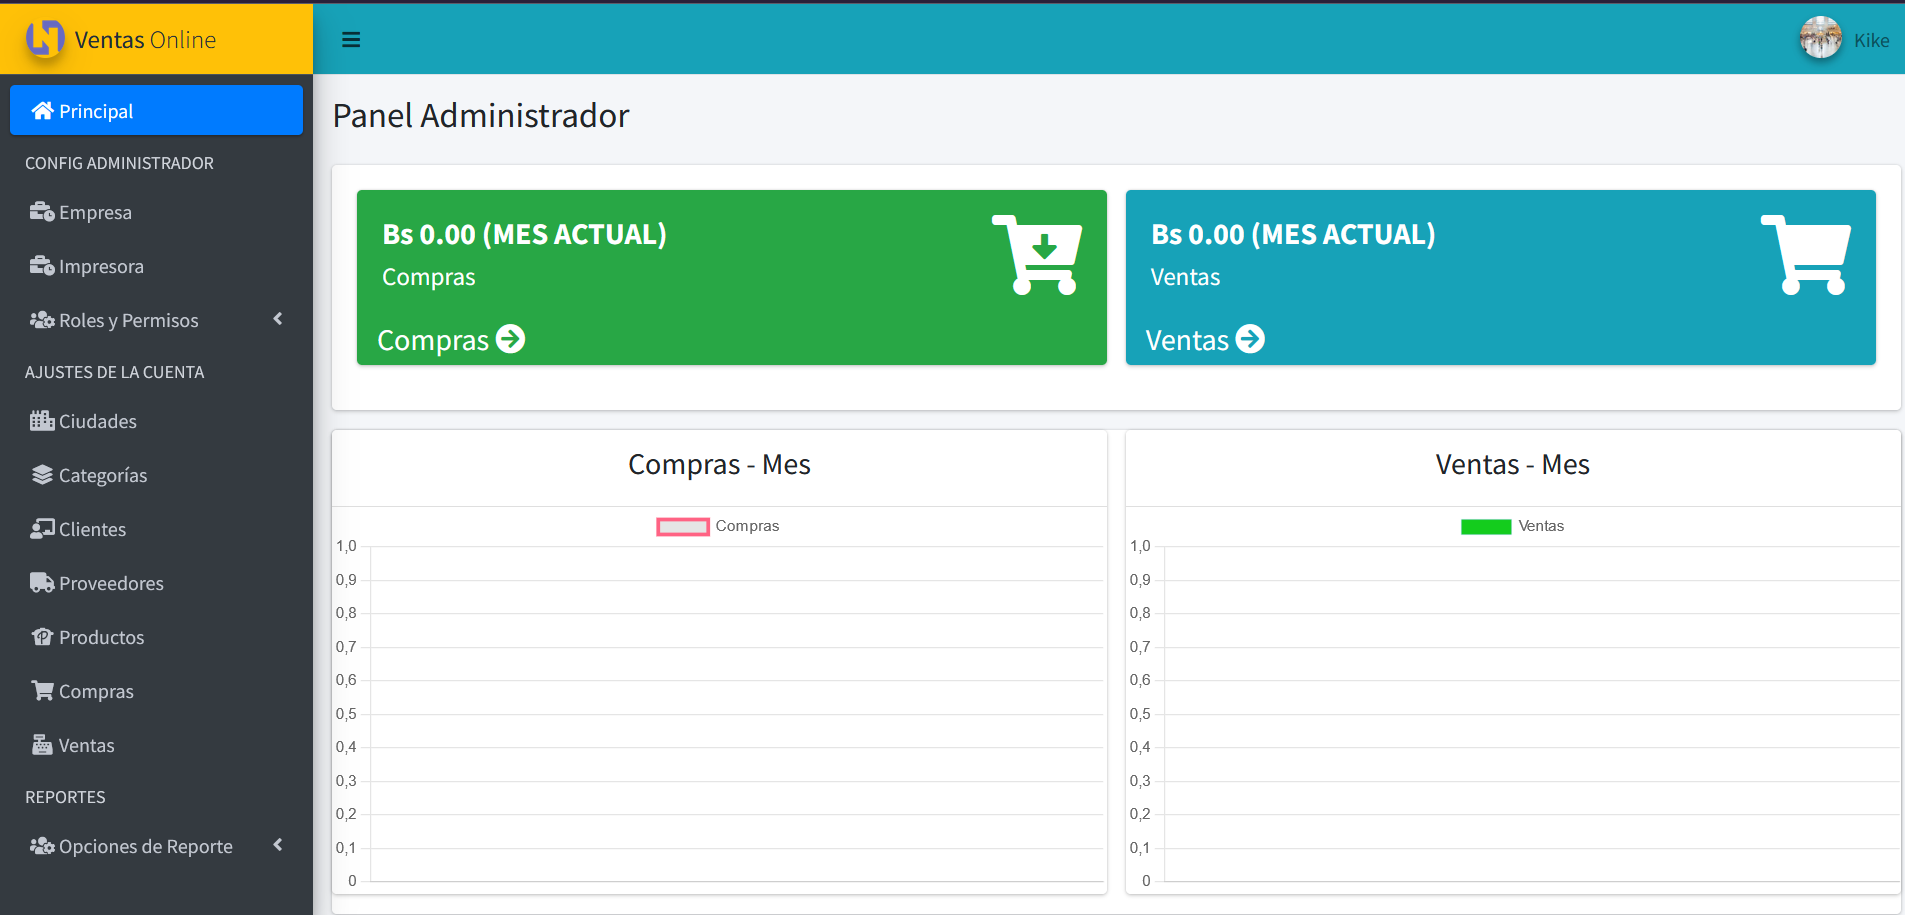 Ventas Online
Kike
Principal
CONFIG ADMINISTRADOR
Empresa
Impresora
Roles y Permisos
AJUSTES DE LA CUENTA
Ciudades
Categorías
Clientes
Proveedores
Productos
Compras
Ventas
REPORTES
Opciones de Reporte
Panel Administrador
Bs 0.00 (MES ACTUAL)
Compras
Compras
Bs 0.00 (MES ACTUAL)
Ventas
Ventas
Compras - Mes
Compras
1,0
0,9
0,8
0,7
0,6
0,5
0,4
0,3
0,2
0,1
0
Ventas - Mes
Ventas
1,0
0,9
0,8
0,7
0,6
0,5
0,4
0,3
0,2
0,1
0